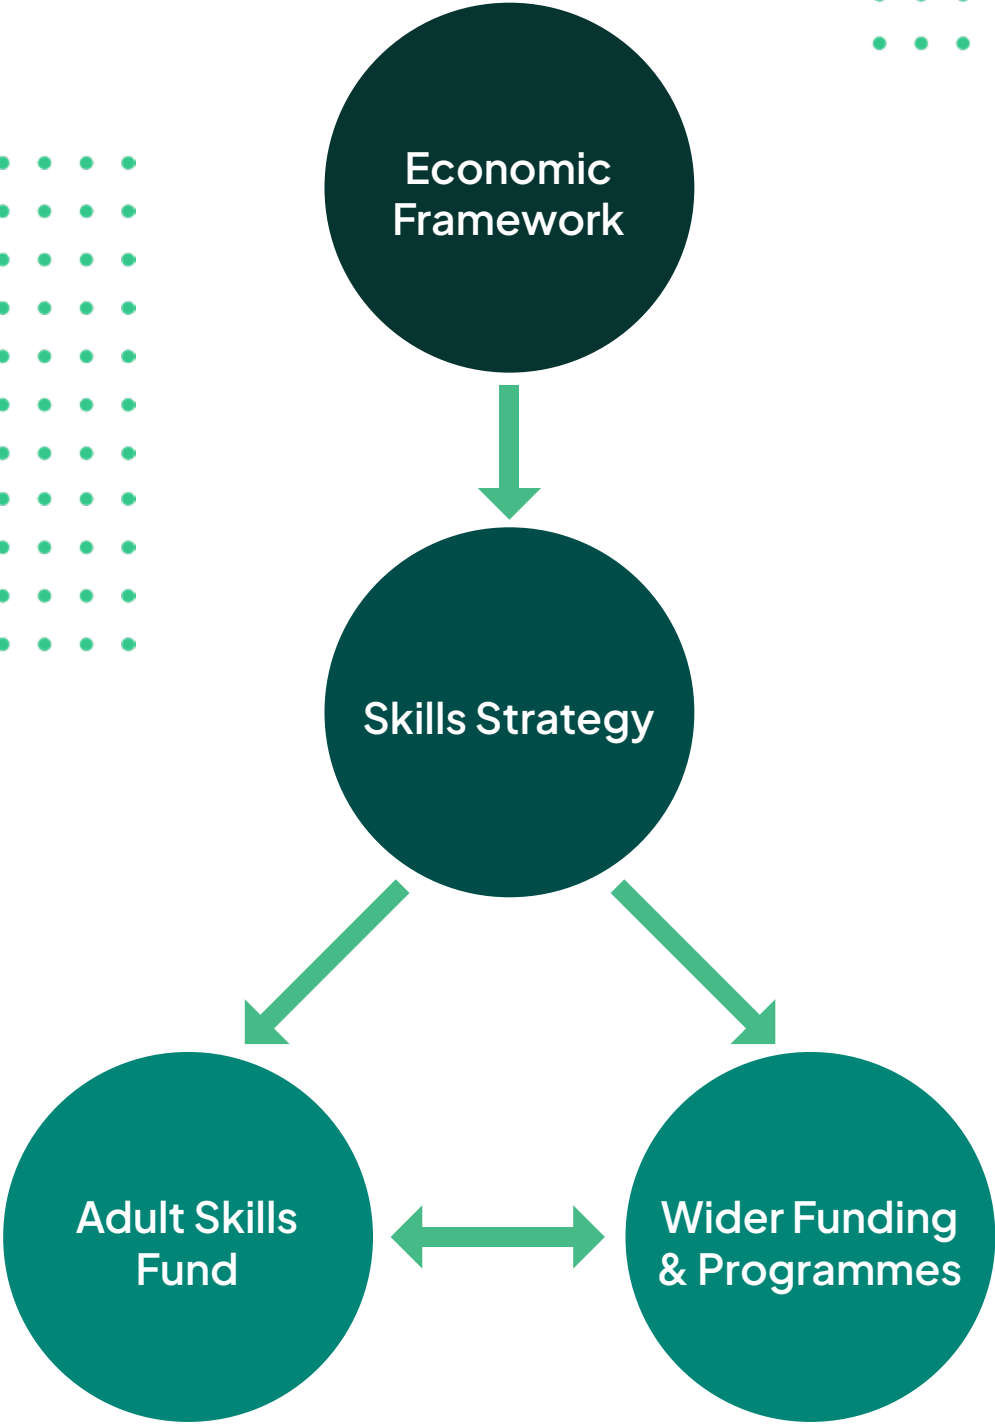 Economic
Framework
Skills Strategy
Adult Skills
Fund
Wider Funding
& Programmes